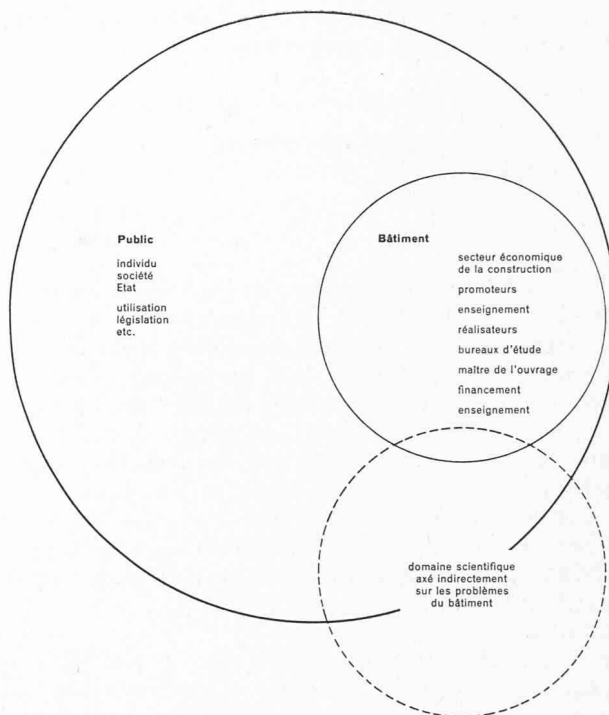 Public
individu
société
Etat
utilisation
législation
etc.
Bâtiment
secteur économique
de la construction
promoteurs
enseignement
réalisateurs
bureaux d'étude
maître de l'ouvrage
financement
enseignement
domaine scientifique
axé indirectement
sur les problèmes
du bâtiment